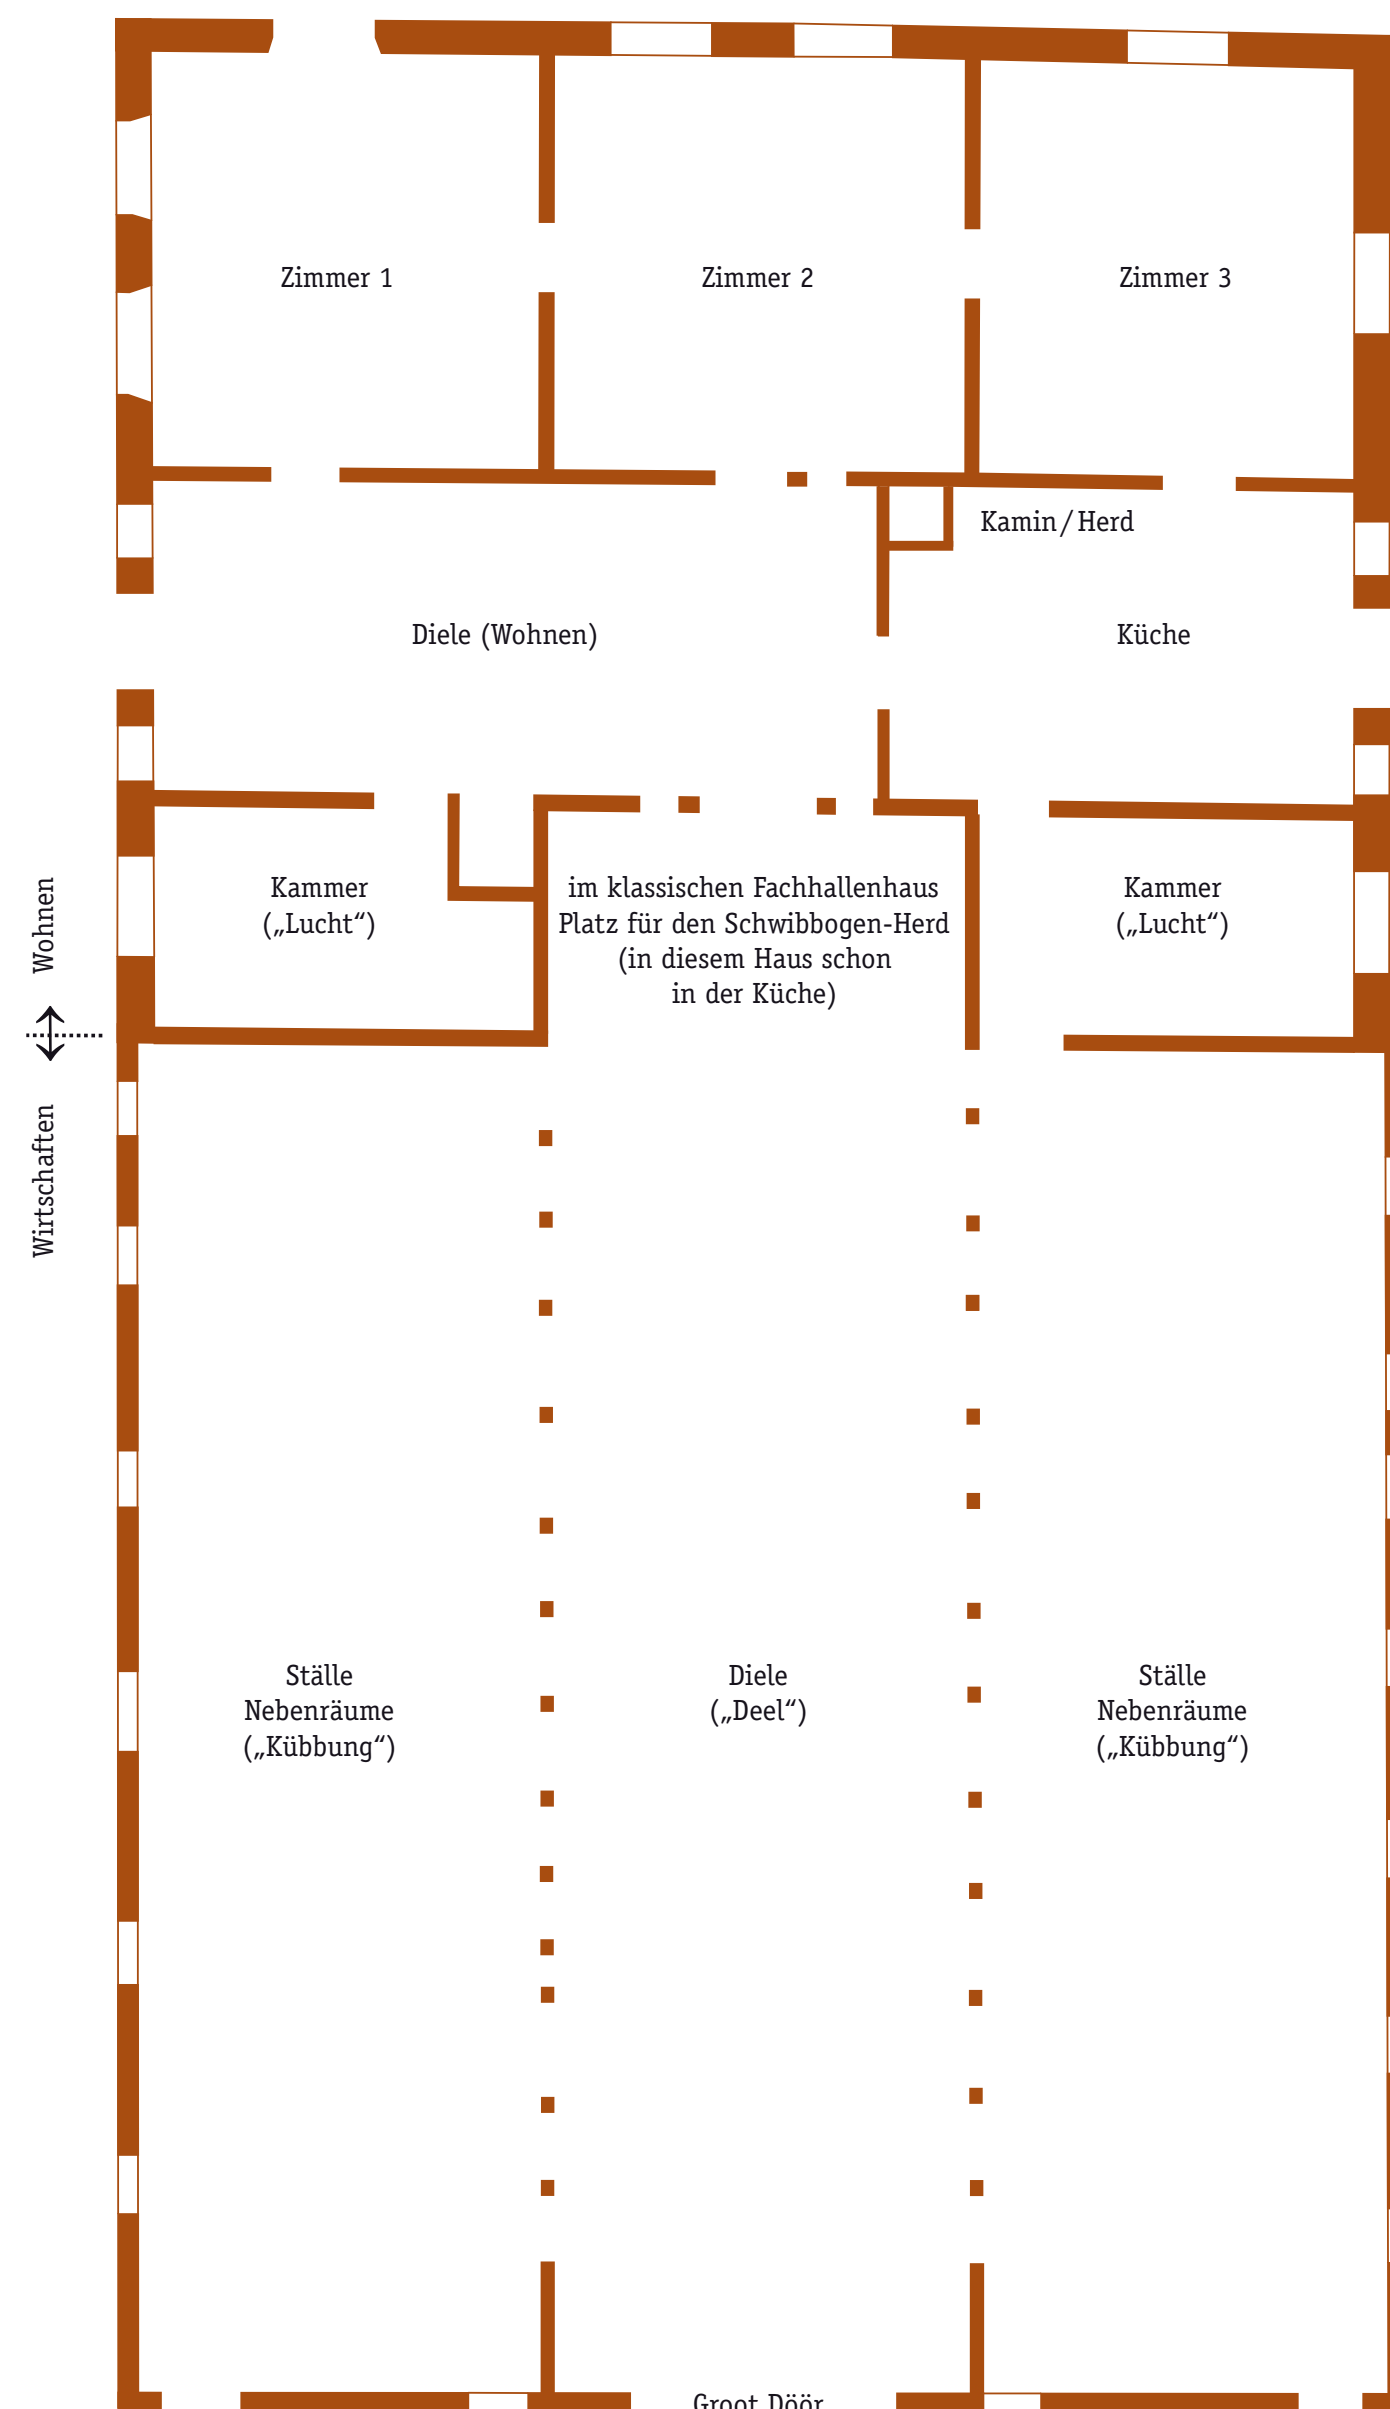 Zimmer 1
Zimmer 2
Zimmer 3
Kamin/Herd
Diele (Wohnen)
Küche
Kammer
(„Lucht“)
im klassischen Fachhallenhaus
Platz für den Schwibbogen-Herd
(in diesem Haus schon
in der Küche)
Kammer
(„Lucht“)
Wohnen
Wirtschaften
Ställe
Nebenräume
(„Kübbung“)
Diele
(„Deel“)
Ställe
Nebenräume
(„Kübbung“)
Groot Döör